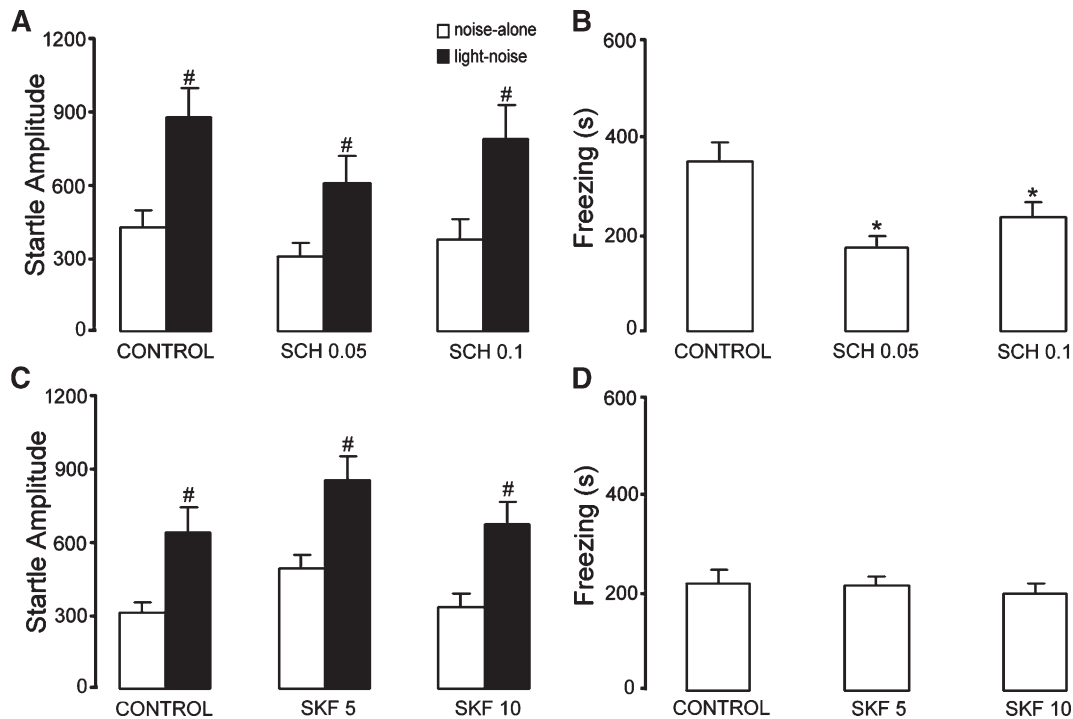 A
1200
900
600
300
0
Startle Amplitude
noise-alone
light-noise
#
#
#
CONTROL
SCH 0.05
SCH 0.1
B
600
400
200
0
Freezing (s)
*
*
CONTROL
SCH 0.05
SCH 0.1
C
1200
900
600
300
0
Startle Amplitude
#
#
#
CONTROL
SKF 5
SKF 10
D
600
400
200
0
Freezing (s)
CONTROL
SKF 5
SKF 10